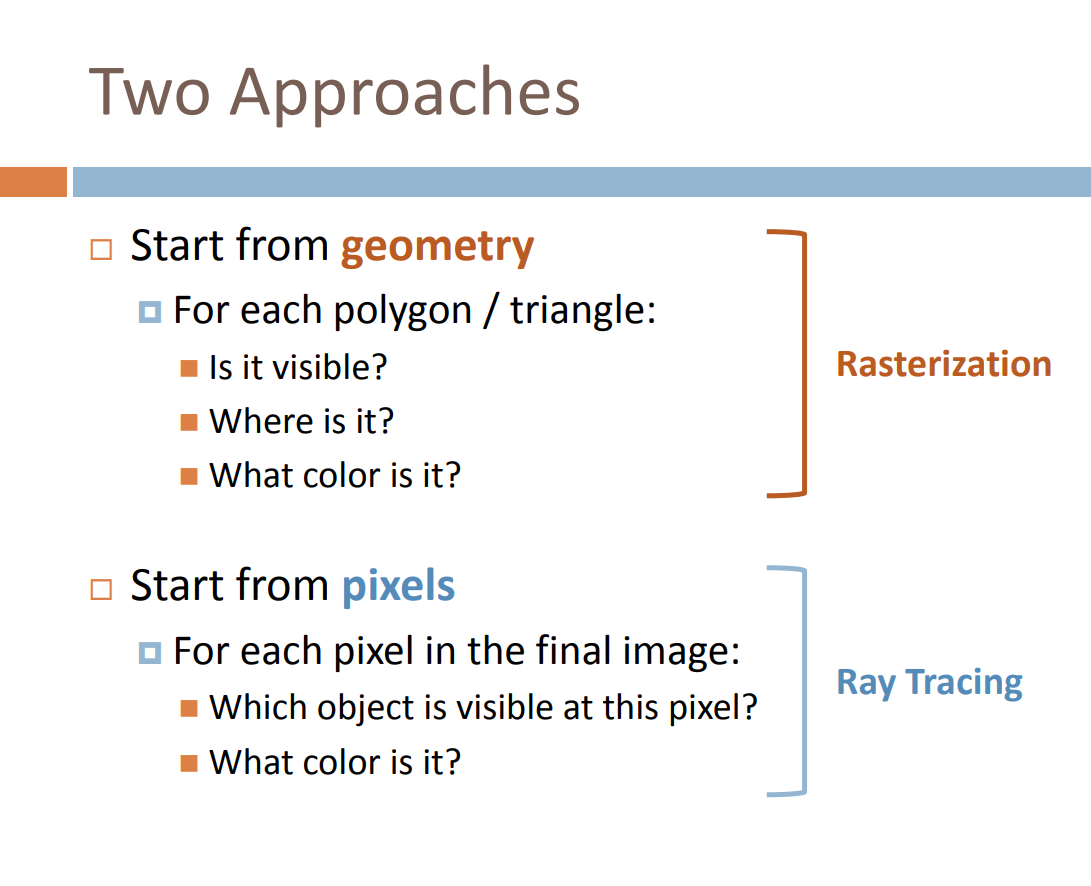 Two Approaches
Start from geometry
For each polygon / triangle:
Is it visible?
Where is it?
What color is it?
Rasterization
Start from pixels
For each pixel in the final image:
Which object is visible at this pixel?
What color is it?
Ray Tracing